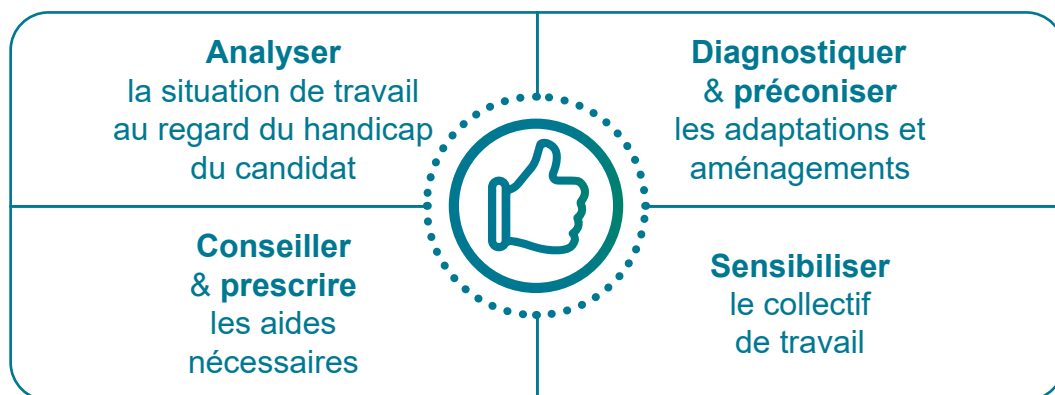 Analyser
la situation de travail
au regard du handicap
du candidat
Diagnostiquer
& préconiser
les adaptations et
aménagements
Conseiller
& prescrire
les aides
nécessaires
Sensibiliser
le collectif
de travail